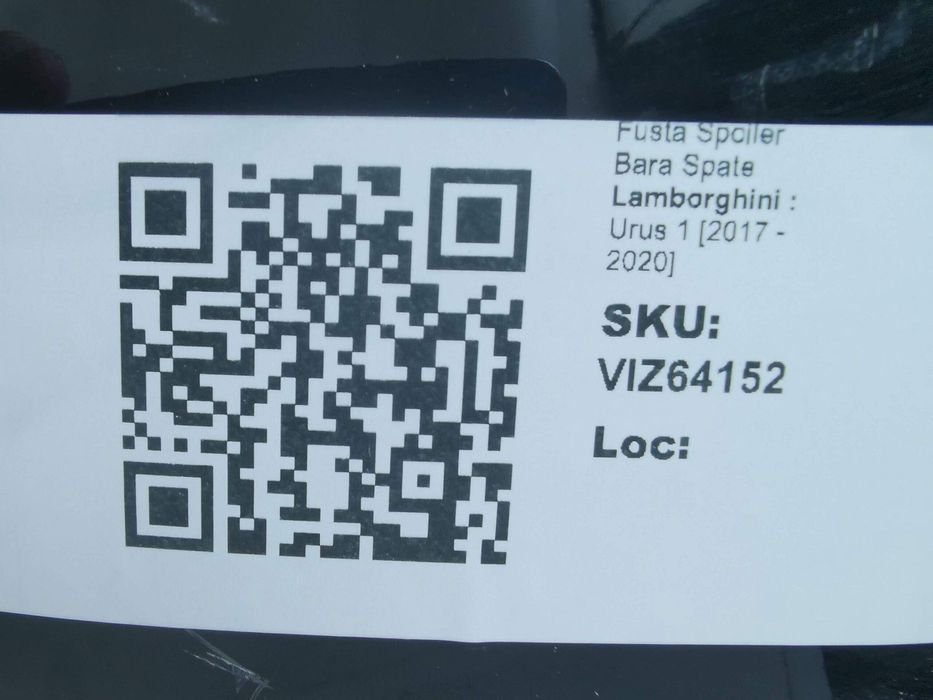 Fusta Spoiler
Bara Spate
Lamborghini :
Urus 1 [2017 -
2020]
SKU:
VIZ64152
Loc: